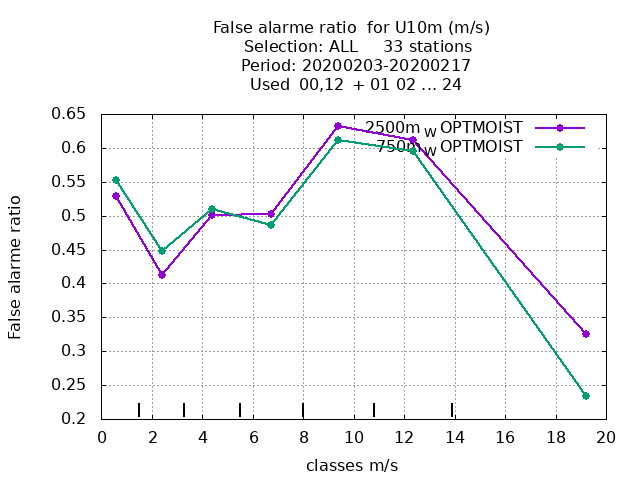 False alarme ratio for U10m (m/s)
Selection: ALL 33 stations
Period: 20200203-20200217
Used 00,12 + 01 02 ... 24
0.65
0.6
0.55
0.5
0.45
0.4
0.35
0.3
0.25
0.2
False alarme ratio
2500m W OPTMOIST
750m W OPTMOIST
0 2 4 6 8 10 12 14 16 18 20
classes m/s